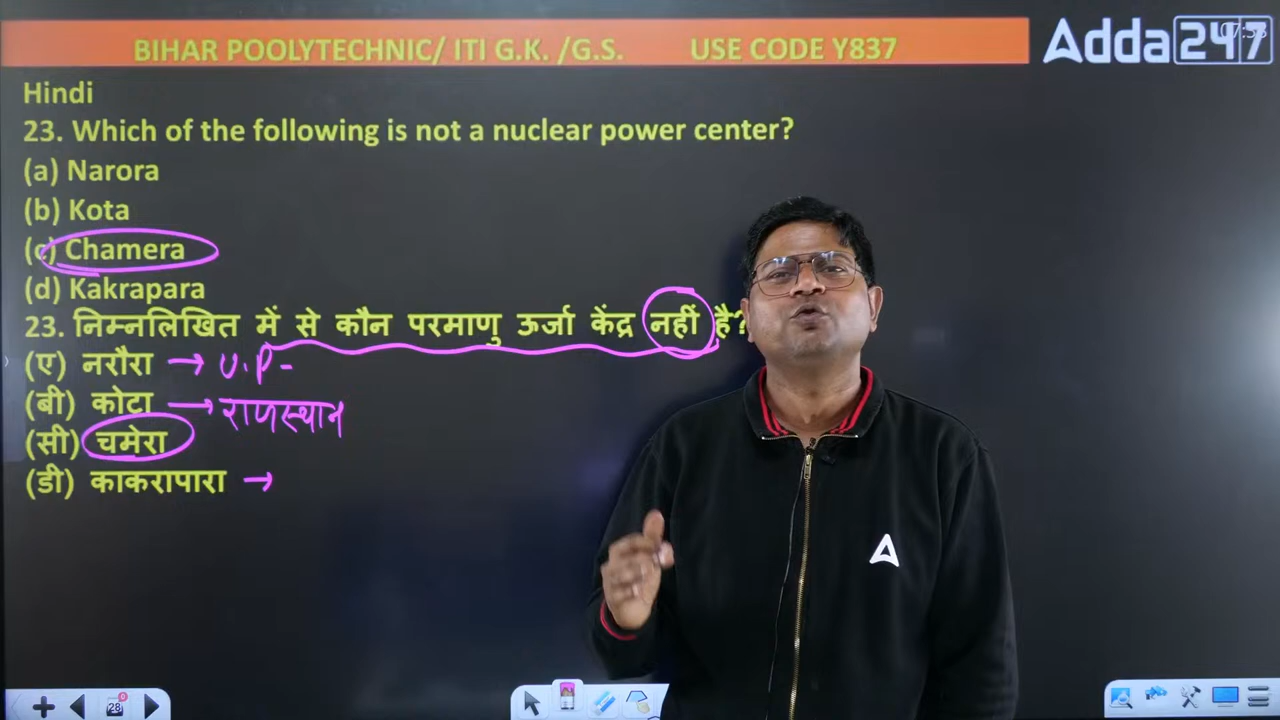 BIHAR POOLYTECHNIC/ ITI G.K. /G.S. USE CODE Y837
Adda247
Hindi
23. Which of the following is not a nuclear power center?
(a) Narora
(b) Kota
(c) Chamera
(d) Kakrapara
23. निम्नलिखित में से कौन परमाणु ऊर्जा केंद्र नहीं है?
(ए) नरौरा → U.P-
(बी) कोटा → राजस्थान
(सी) चमेरा
(डी) काकरापारा →
28